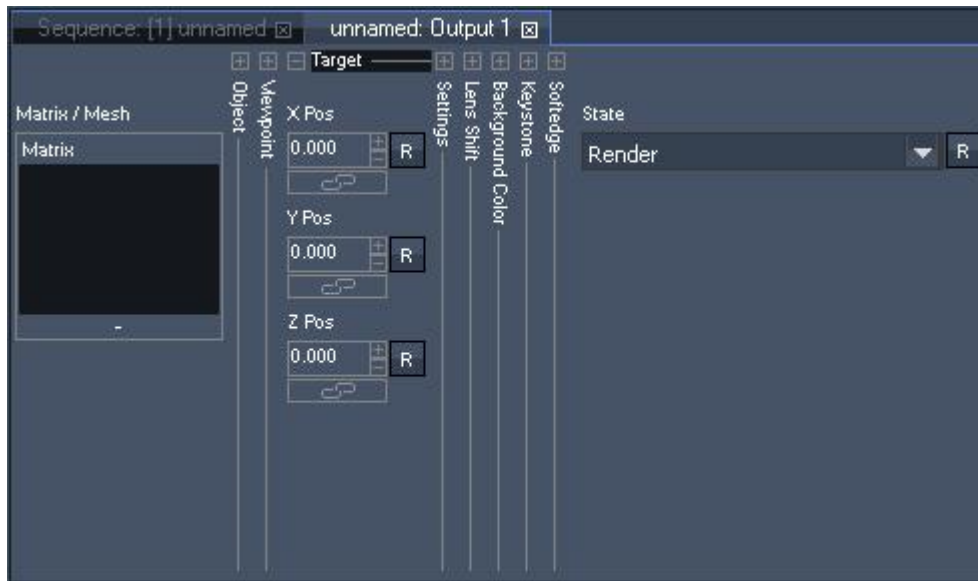 Sequence: [1] unnamed
unnamed: Output 1
Target
Object
Viewpoint
Settings
Lens Shift
Background Color
Keystone
Softedge
Matrix / Mesh
Matrix
-
X Pos
0.000
R
Y Pos
0.000
R
Z Pos
0.000
R
State
Render
R